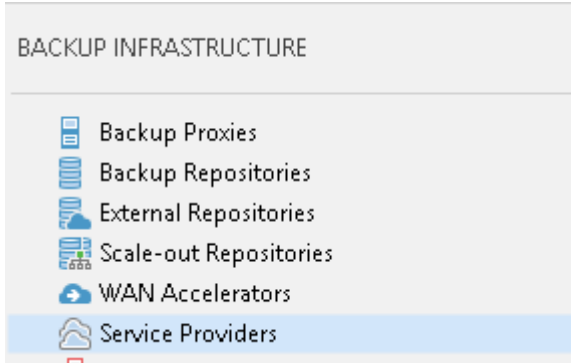 BACKUP INFRASTRUCTURE
Backup Proxies
Backup Repositories
External Repositories
Scale-out Repositories
WAN Accelerators
Service Providers